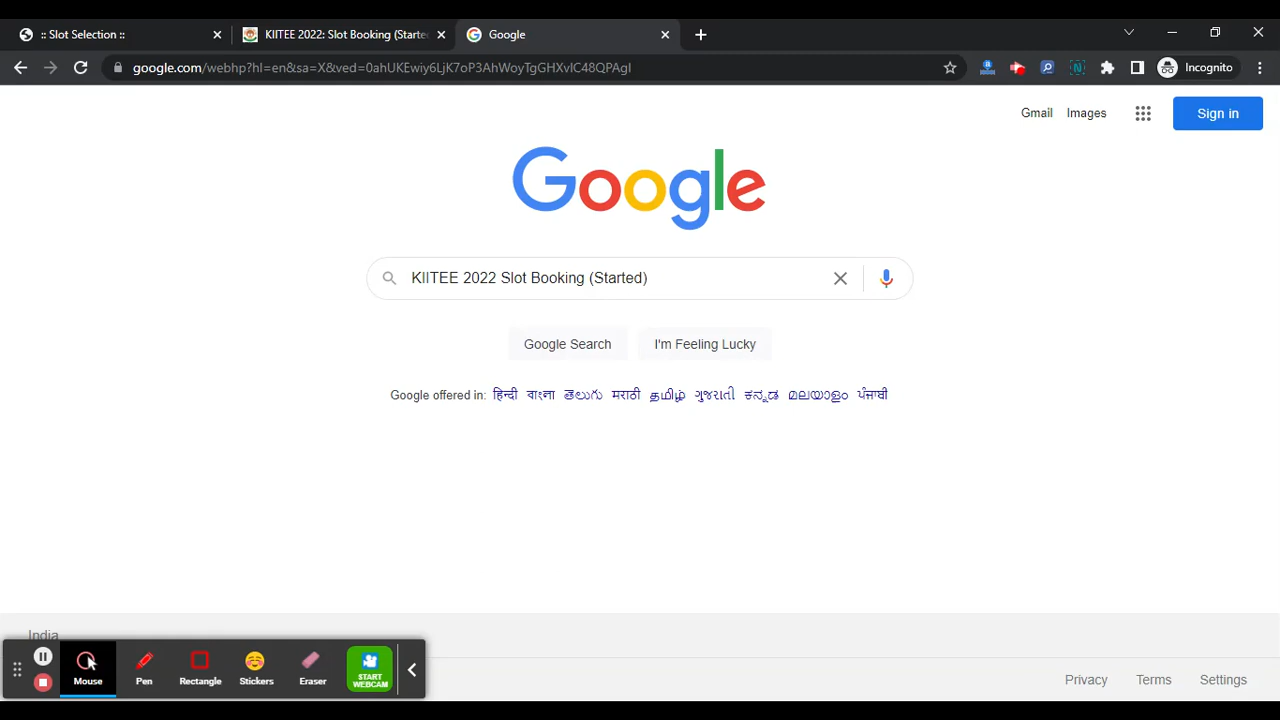 :: Slot Selection ::
KIITEE 2022: Slot Booking (Starte
Google
google.com/webhp?hl=en&sa=X&ved=0ahUKEwiy6LjK7oP3AhWoyTgGHXvIC48QPAgI
Incognito
Gmail Images Sign in
Google
KIITEE 2022 Slot Booking (Started)
Google Search I'm Feeling Lucky
Google offered in: हिन्दी বাংলা తెలుగు मराठी தமிழ் ગુજરાતી ಕನ್ನಡ മലയാളം ਪੰਜਾਬੀ
India
Mouse Pen Rectangle Stickers Eraser START WEBCAM
Privacy Terms Settings